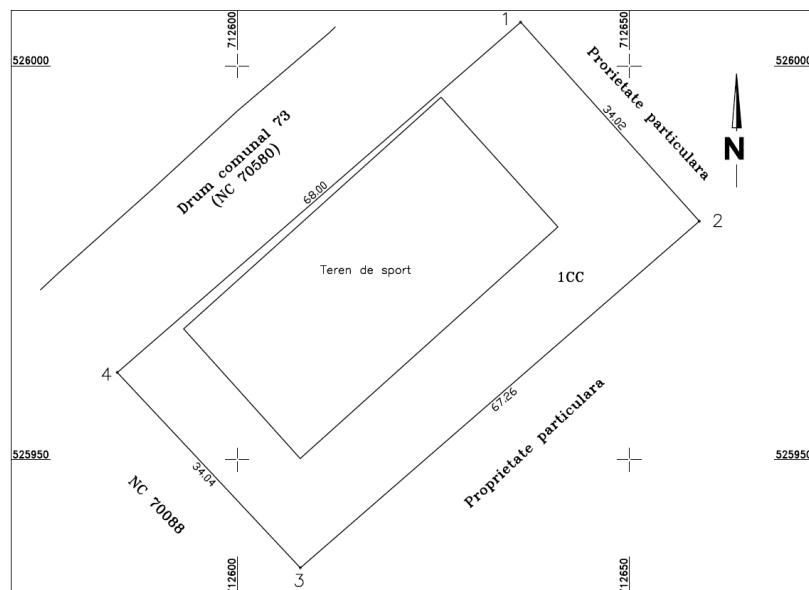 712600
712650
1
526000
526000
Prorietate particulara
34.02
Drum comunal 73
(NC 70580)
N
68.00
2
Teren de sport
1CC
4
67.26
Proprietate particulara
525950
525950
34.04
NC 70088
712600
712650
3